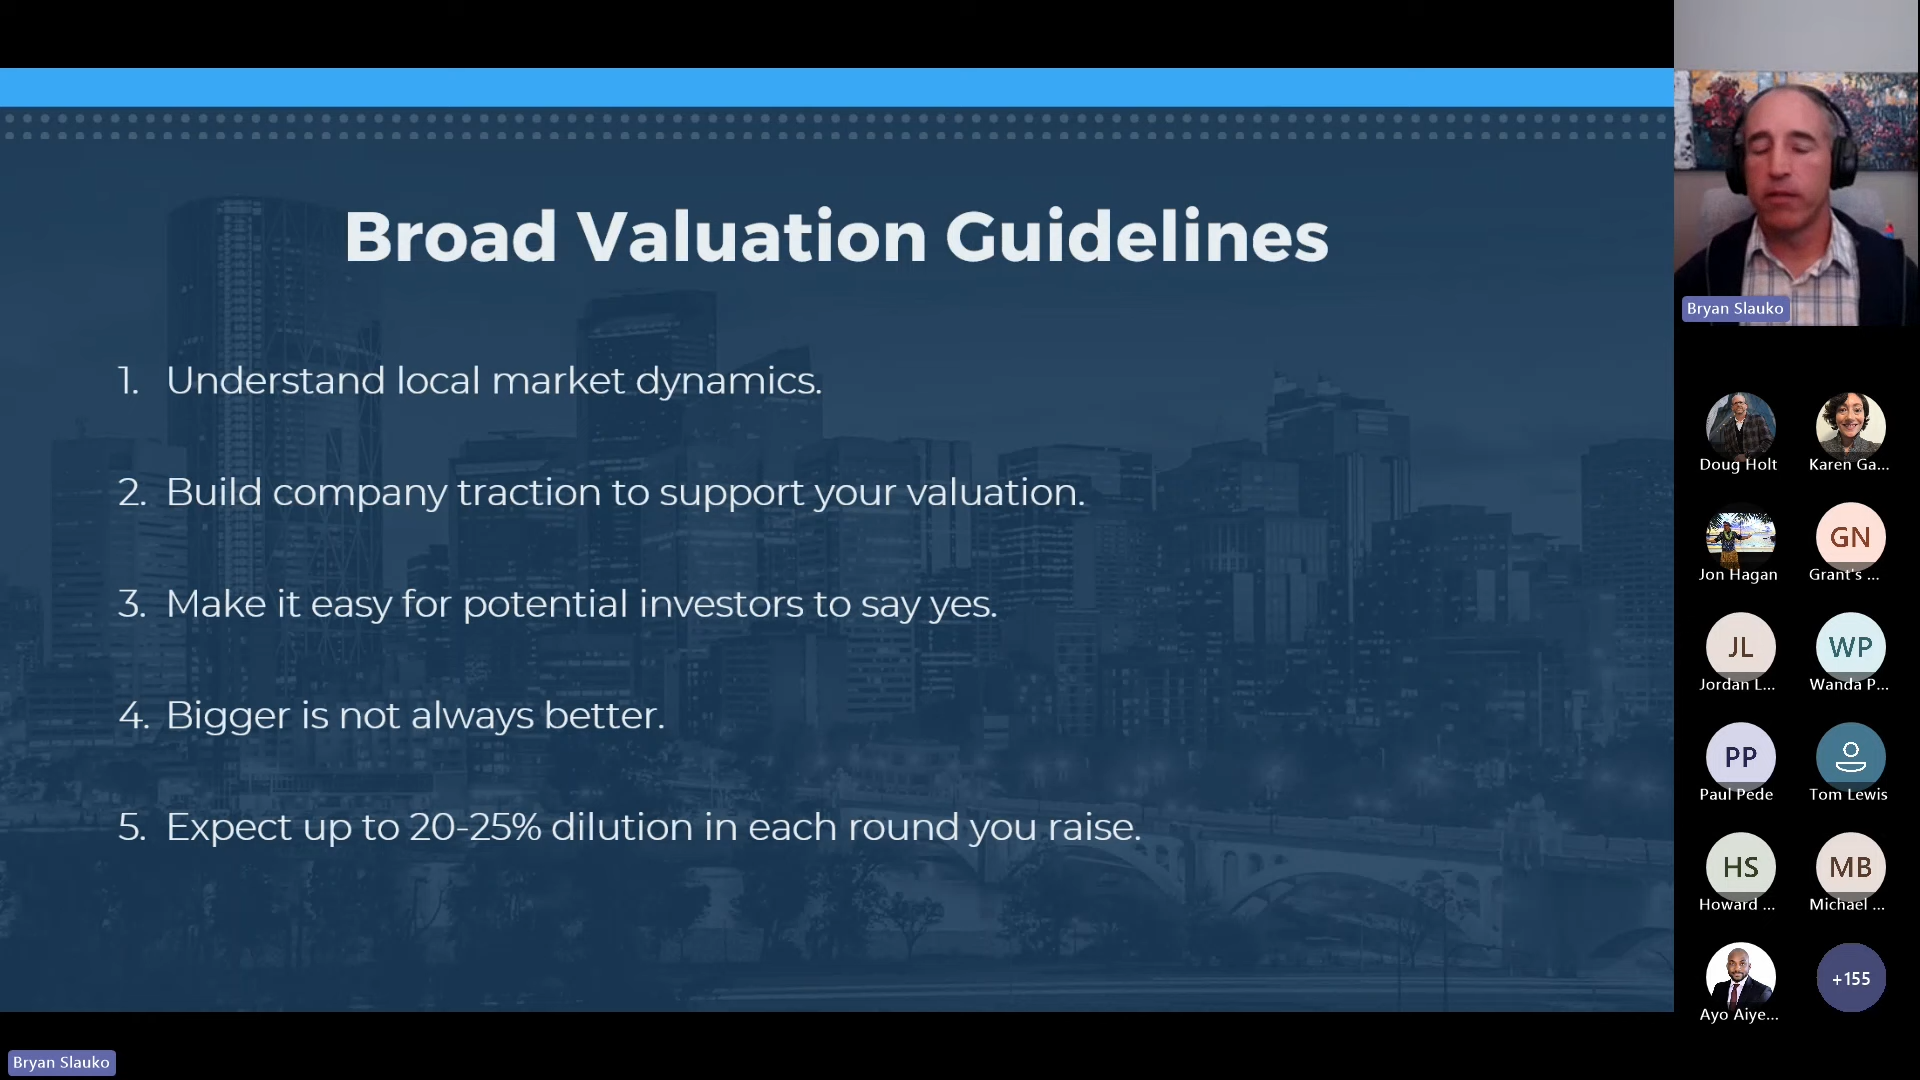 Broad Valuation Guidelines
1. Understand local market dynamics.
2. Build company traction to support your valuation.
3. Make it easy for potential investors to say yes.
4. Bigger is not always better.
5. Expect up to 20-25% dilution in each round you raise.
Bryan Slauko
Doug Holt
Karen Ga...
Jon Hagan
GN
Grant's ...
JL
Jordan L...
WP
Wanda P...
PP
Paul Pede
Tom Lewis
HS
Howard ...
MB
Michael ...
Ayo Aiye...
+155
Bryan Slauko